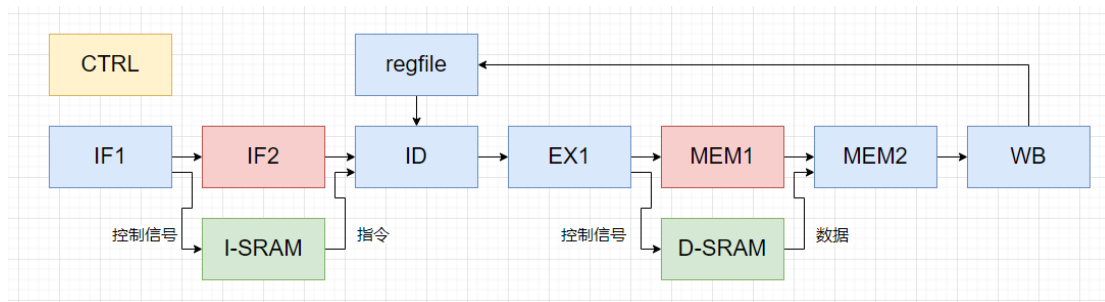 CTRL
regfile
IF1
IF2
ID
EX1
MEM1
MEM2
WB
控制信号
I-SRAM
指令
控制信号
D-SRAM
数据